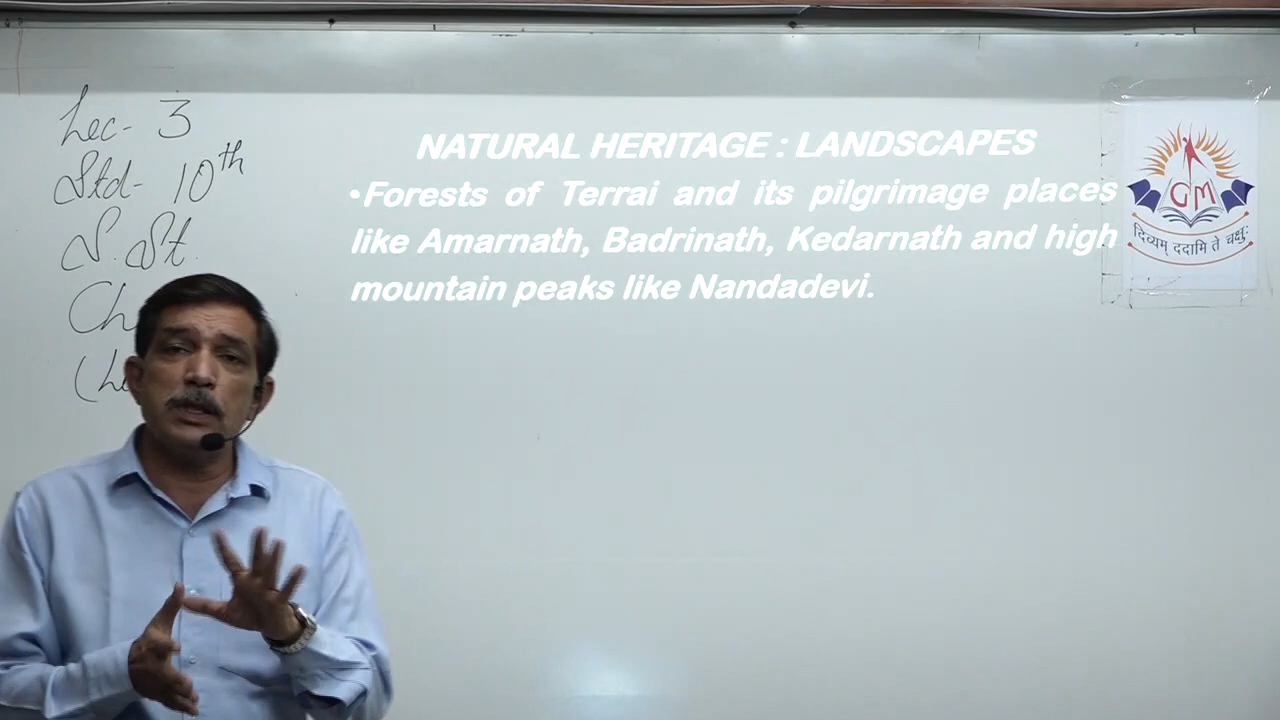 Lec- 3
Std- 10th
S. St.
Ch
NATURAL HERITAGE : LANDSCAPES
•Forests of Terrai and its pilgrimage places
like Amarnath, Badrinath, Kedarnath and high
mountain peaks like Nandadevi.
GM
दिव्यम् ददामि ते चक्षुः